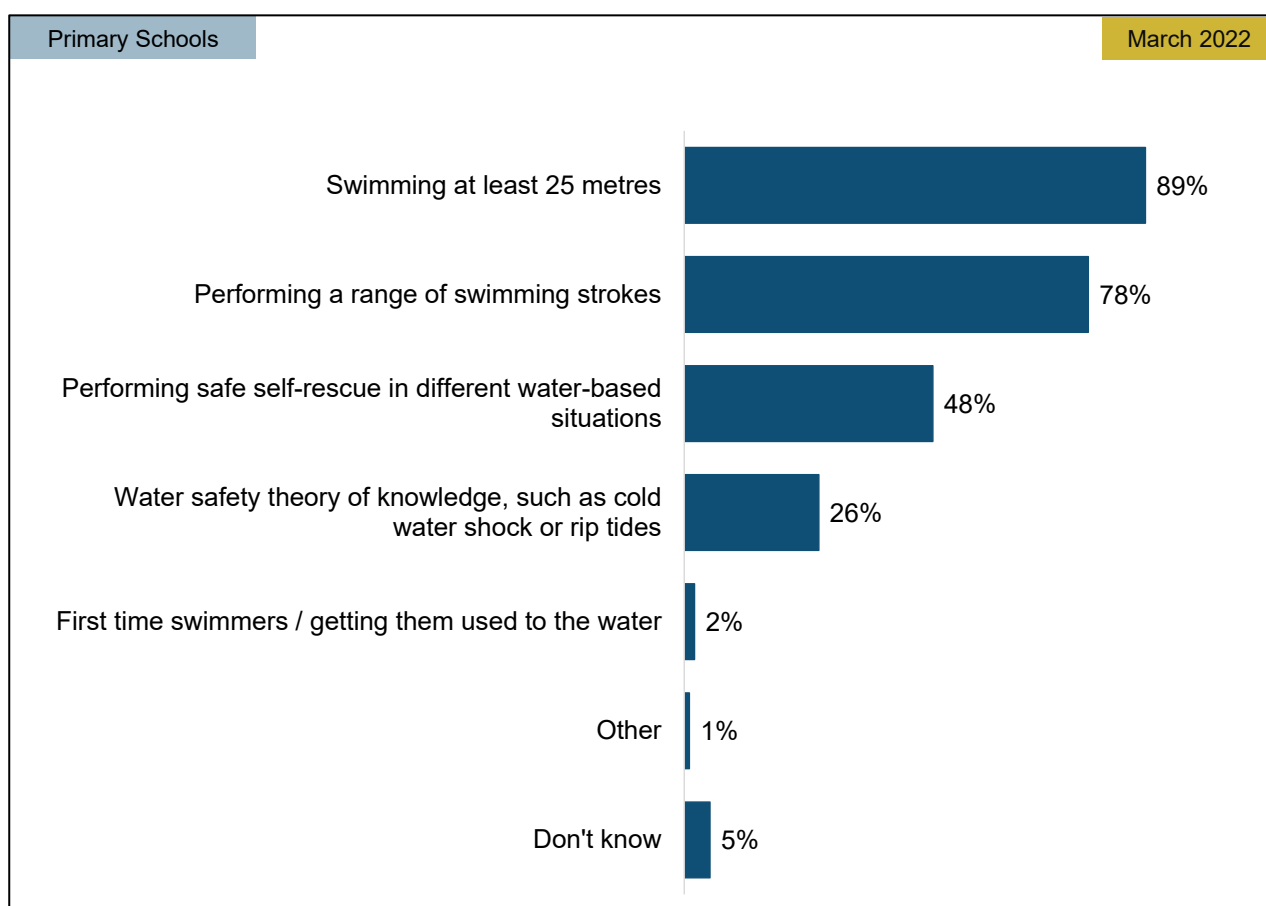 Primary Schools
March 2022
Swimming at least 25 metres
89%
Performing a range of swimming strokes
78%
Performing safe self-rescue in different water-based
situations
48%
Water safety theory of knowledge, such as cold
water shock or rip tides
26%
First time swimmers / getting them used to the water
2%
Other
1%
Don't know
5%